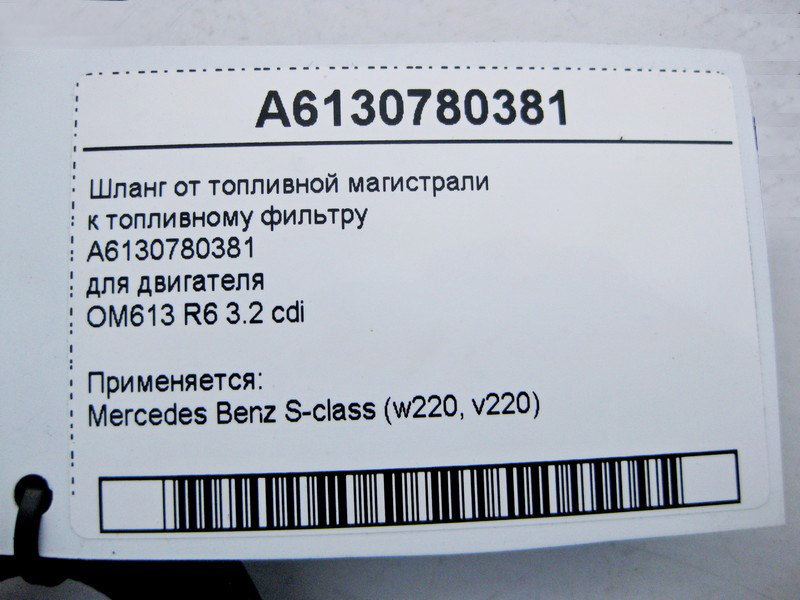 A6130780381
Шланг от топливной магистрали
к топливному фильтру
A6130780381
для двигателя
OM613 R6 3.2 cdi
Применяется:
Mercedes Benz S-class (w220, v220)